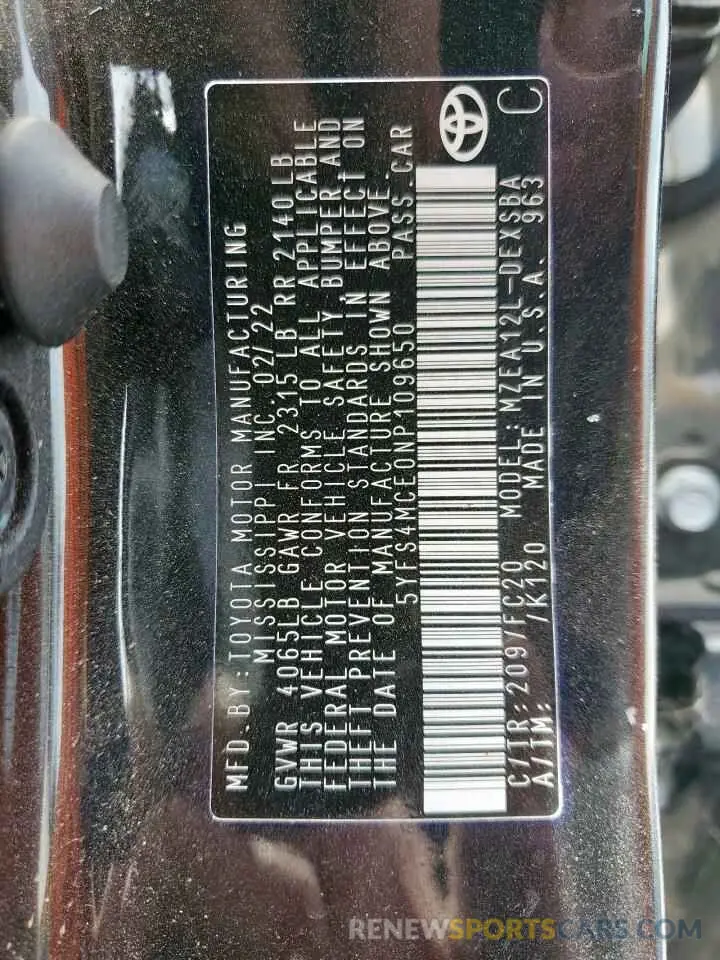 MFD. BY: TOYOTA MOTOR MANUFACTURING
MISSISSIPPI INC. 02/22
GVWR 4065LB GAWR FR 2315 LB RR 2140LB
THIS VEHICLE CONFORMS TO ALL APPLICABLE
FEDERAL MOTOR VEHICLE SAFETY, BUMPER, AND
THEFT PREVENTION STANDARDS IN EFFECT ON
THE DATE OF MANUFACTURE SHOWN ABOVE.
5YFS4MCE0NP109650 PASS. CAR
C/TR: 209/FC20 MODEL: MZEA12L-DEXSBA
A/TM: /K120 MADE IN U.S.A. 963
C
RENEWSPORTSCARS.COM